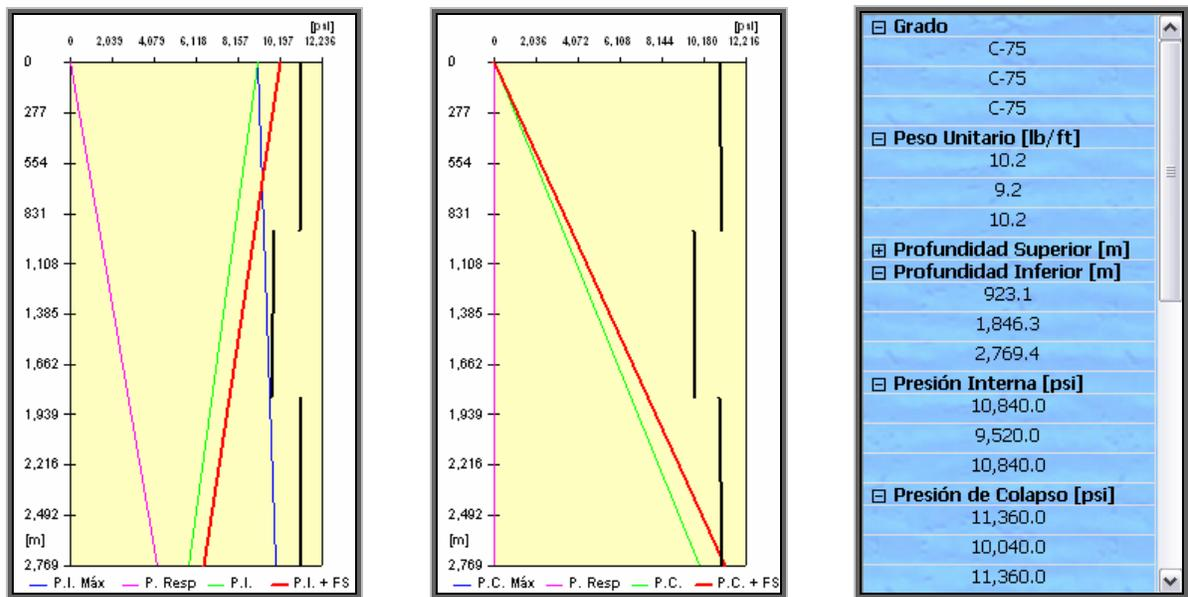 [psi]
0 2,039 4,079 6,118 8,157 10,197 12,236
0
277
554
831
1,108
1,385
1,662
1,939
2,216
2,492
[m]
2,769
P.I. Máx P. Resp P.I. P.I. + FS
[psi]
0 2,036 4,072 6,108 8,144 10,180 12,216
0
277
554
831
1,108
1,385
1,662
1,939
2,216
2,492
[m]
2,769
P.C. Máx P. Resp P.C. P.C. + FS
Grado
C-75
C-75
C-75
Peso Unitario [lb/ft]
10.2
9.2
10.2
Profundidad Superior [m]
Profundidad Inferior [m]
923.1
1,846.3
2,769.4
Presión Interna [psi]
10,840.0
9,520.0
10,840.0
Presión de Colapso [psi]
11,360.0
10,040.0
11,360.0